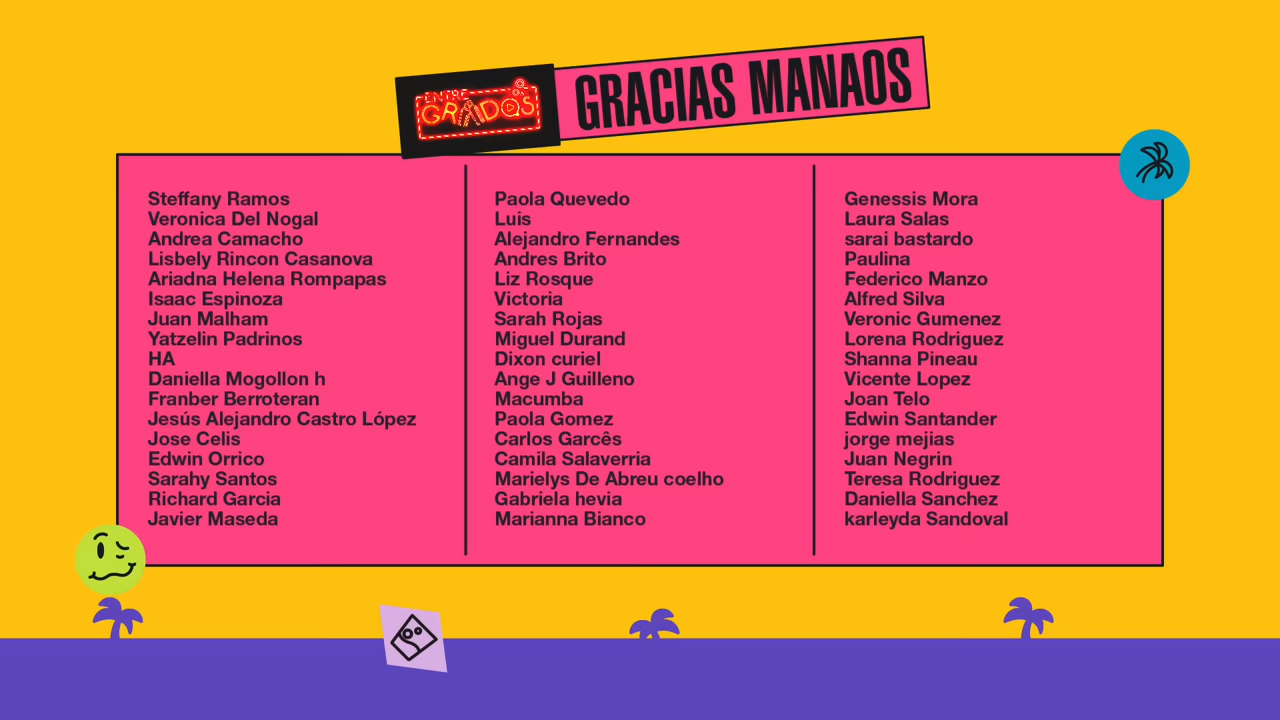 ENTRE
GRADOS
GRACIAS MANAOS
Steffany Ramos
Veronica Del Nogal
Andrea Camacho
Lisbely Rincon Casanova
Ariadna Helena Rompapas
Isaac Espinoza
Juan Malham
Yatzelin Padrinos
HA
Daniella Mogollon h
Franber Berroteran
Jesús Alejandro Castro López
Jose Celis
Edwin Orrico
Sarahy Santos
Richard Garcia
Javier Maseda
Paola Quevedo
Luis
Alejandro Fernandes
Andres Brito
Liz Rosque
Victoria
Sarah Rojas
Miguel Durand
Dixon curiel
Ange J Guilleno
Macumba
Paola Gomez
Carlos Garcês
Camila Salaverria
Marielys De Abreu coelho
Gabriela hevia
Marianna Bianco
Genessis Mora
Laura Salas
sarai bastardo
Paulina
Federico Manzo
Alfred Silva
Veronic Gumenez
Lorena Rodriguez
Shanna Pineau
Vicente Lopez
Joan Telo
Edwin Santander
jorge mejias
Juan Negrin
Teresa Rodriguez
Daniella Sanchez
karleyda Sandoval